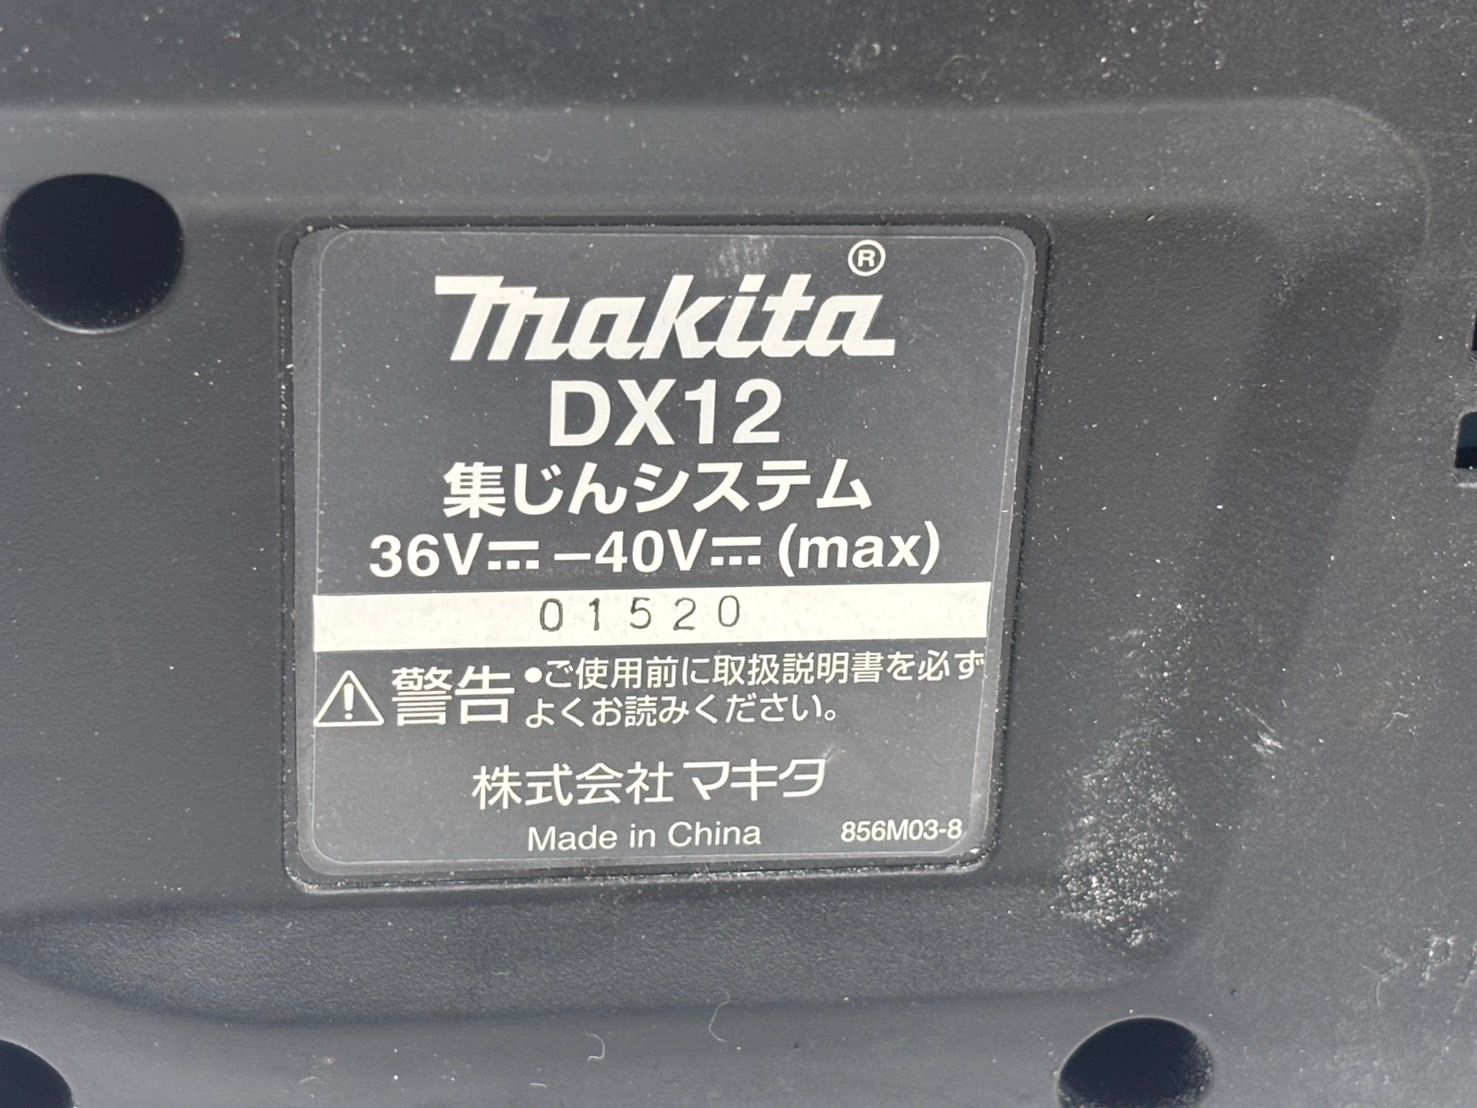 makita®
DX12
集じんシステム
36V⎓–40V⎓(max)
01520
⚠警告 •ご使用前に取扱説明書を必ず
よくお読みください。
株式会社マキタ
Made in China 856M03-8